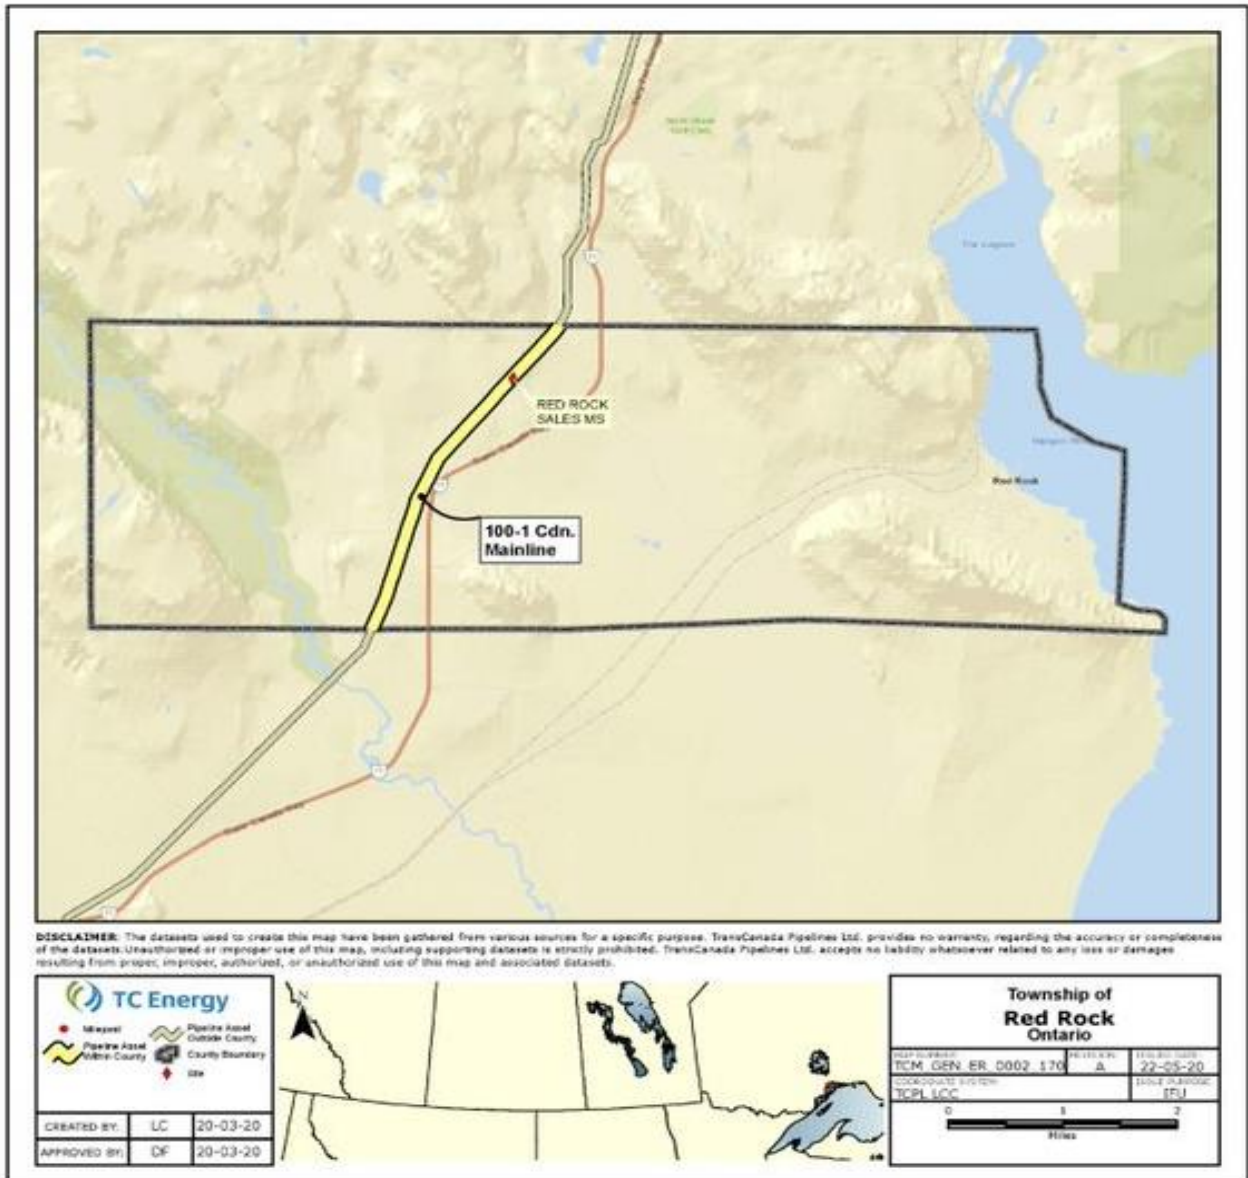 The Lagoon
RED ROCK
SALES MS
Red Rock
100-1 Cdn.
Mainline
DISCLAIMER: The datasets used to create this map have been gathered from various sources for a specific purpose. TransCanada Pipelines Ltd. provides no warranty, regarding the accuracy or completeness
of the datasets.Unauthorized or improper use of this map, including supporting datasets is strictly prohibited. TransCanada Pipelines Ltd. accepts no liability whatsoever related to any loss or damages
resulting from proper, improper, authorized, or unauthorized use of this map and associated datasets.
TC Energy
Milepost
Pipeline Asset
Outside County
Pipeline Asset
Within County
County Boundary
Site
CREATED BY: LC 20-03-20
APPROVED BY: DF 20-03-20
N
Township of
Red Rock
Ontario
MAP NUMBER: REVISION: ISSUED DATE:
TCM_GEN_ER_0002_170 A 22-05-20
COORDINATE SYSTEM: ISSUE PURPOSE:
TCPL LCC IFU
0 1 2
Miles